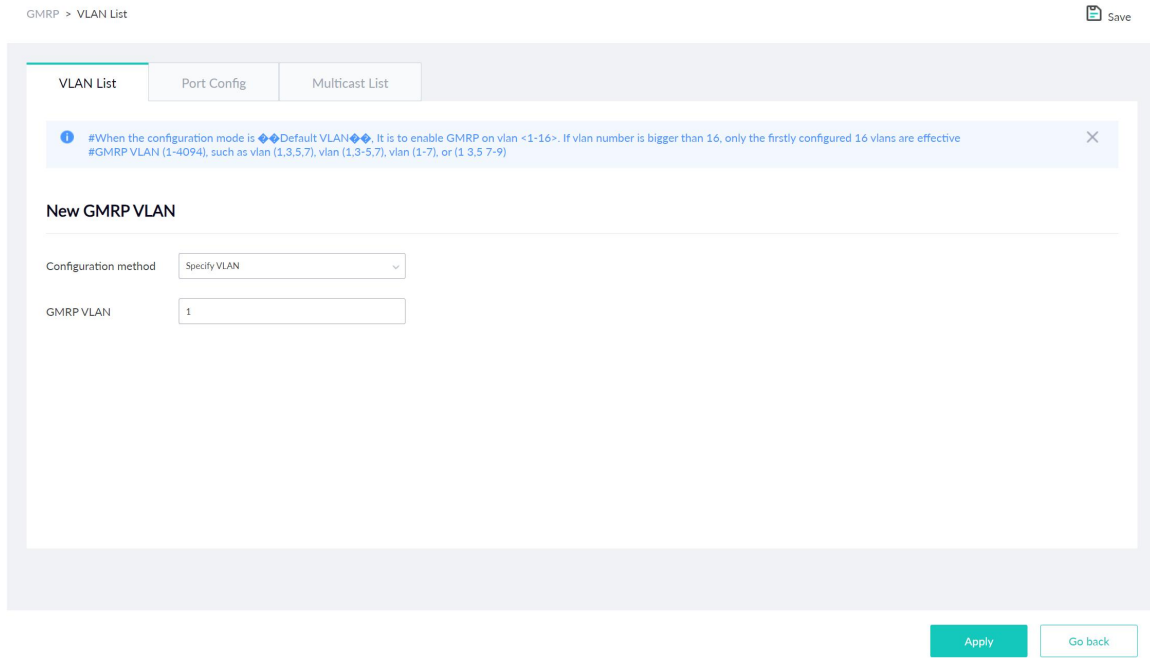 GMRP > VLAN List
Save
VLAN List
Port Config
Multicast List
#When the configuration mode is ��Default VLAN��, It is to enable GMRP on vlan <1-16>. If vlan number is bigger than 16, only the firstly configured 16 vlans are effective
#GMRP VLAN (1~4094), such as vlan (1,3,5,7), vlan (1,3-5,7), vlan (1-7), or (1 3,5 7-9)
New GMRP VLAN
Configuration method
Specify VLAN
GMRP VLAN
1
Apply
Go back